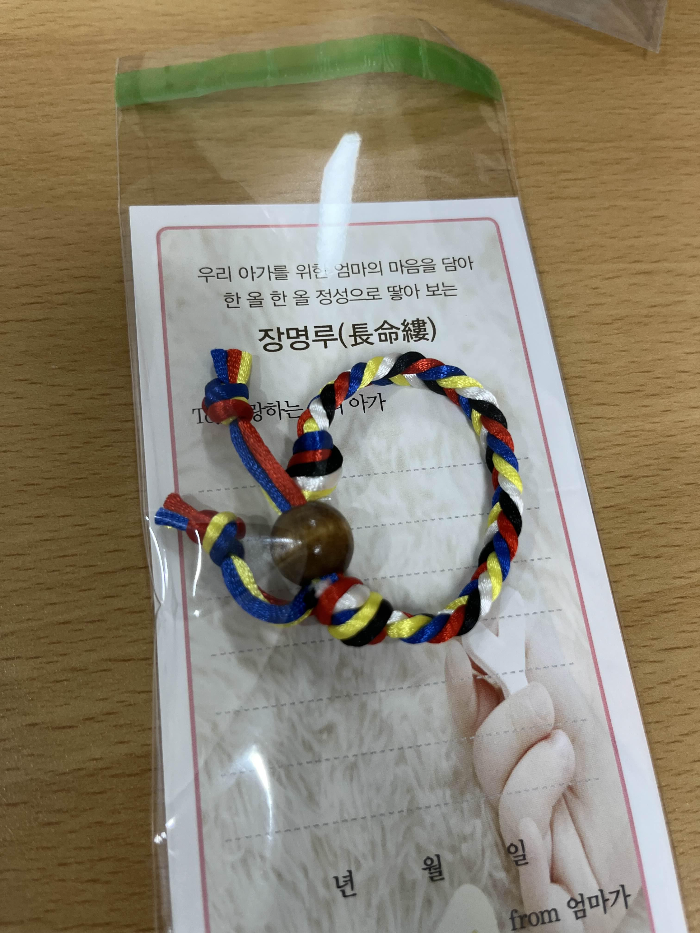 우리 아가를 위한 엄마의 마음을 담아
한 올 한 올 정성으로 땋아 보는
장명루(長命縷)
아가
년 월 일
from 엄마가